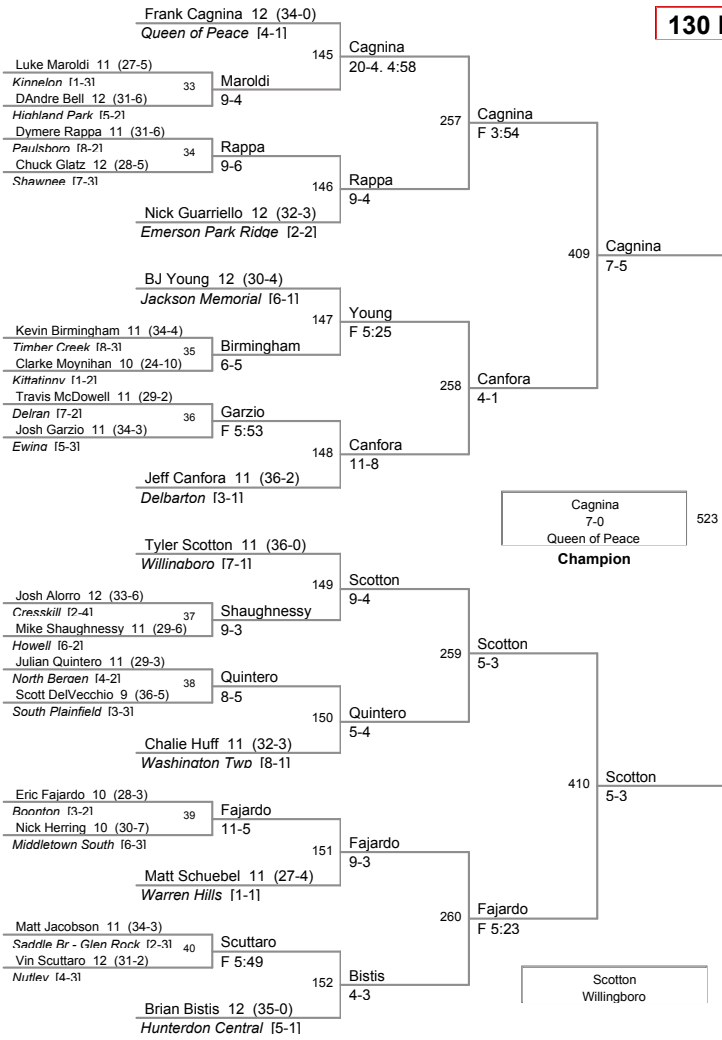 Frank Cagnina 12 (34-0)
Queen of Peace [4-1]
130
145
Cagnina
20-4. 4:58
Luke Maroldi 11 (27-5)
Kinnelon [1-3]
33
Maroldi
9-4
DAndre Bell 12 (31-6)
Highland Park [5-2]
257
Cagnina
F 3:54
Dymere Rappa 11 (31-6)
Paulsboro [8-2]
34
Rappa
9-6
Chuck Glatz 12 (28-5)
Shawnee [7-3]
146
Rappa
9-4
Nick Guarriello 12 (32-3)
Emerson Park Ridge [2-2]
409
Cagnina
7-5
BJ Young 12 (30-4)
Jackson Memorial [6-1]
147
Young
F 5:25
Kevin Birmingham 11 (34-4)
Timber Creek [8-3]
35
Birmingham
6-5
Clarke Moynihan 10 (24-10)
Kittatinny [1-2]
258
Canfora
4-1
Travis McDowell 11 (29-2)
Delran [7-2]
36
Garzio
F 5:53
Josh Garzio 11 (34-3)
Ewing [5-3]
148
Canfora
11-8
Jeff Canfora 11 (36-2)
Delbarton [3-1]
Cagnina
7-0
Queen of Peace
523
Champion
Tyler Scotton 11 (36-0)
Willingboro [7-1]
149
Scotton
9-4
Josh Alorro 12 (33-6)
Cresskill [2-4]
37
Shaughnessy
9-3
Mike Shaughnessy 11 (29-6)
Howell [6-2]
259
Scotton
5-3
Julian Quintero 11 (29-3)
North Bergen [4-2]
38
Quintero
8-5
Scott DelVecchio 9 (36-5)
South Plainfield [3-3]
150
Quintero
5-4
Chalie Huff 11 (32-3)
Washington Twp [8-1]
410
Scotton
5-3
Eric Fajardo 10 (28-3)
Boonton [3-2]
39
Fajardo
11-5
Nick Herring 10 (30-7)
Middletown South [6-3]
151
Fajardo
9-3
Matt Schuebel 11 (27-4)
Warren Hills [1-1]
260
Fajardo
F 5:23
Matt Jacobson 11 (34-3)
Saddle Br - Glen Rock [2-3]
40
Scuttaro
F 5:49
Vin Scuttaro 12 (31-2)
Nutley [4-3]
152
Bistis
4-3
Brian Bistis 12 (35-0)
Hunterdon Central [5-1]
Scotton
Willingboro